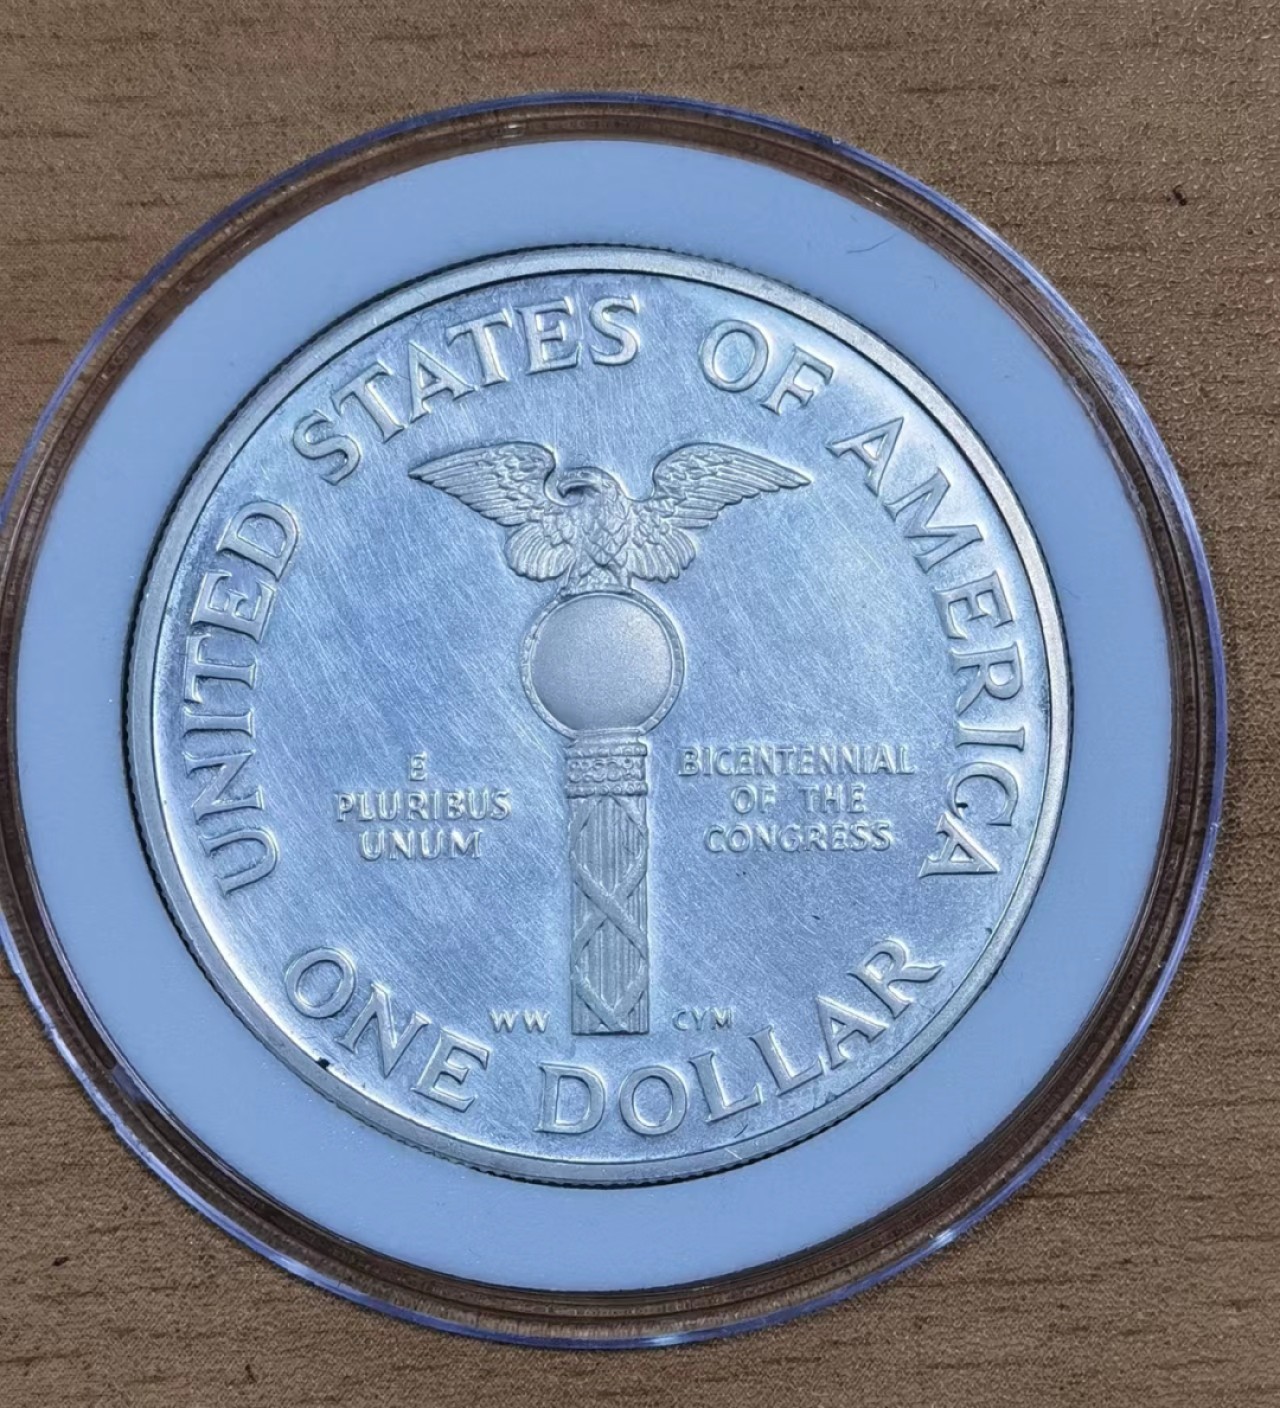 UNITED STATES OF AMERICA
E
PLURIBUS
UNUM
BICENTENNIAL
OF THE
CONGRESS
WW
CYM
ONE DOLLAR